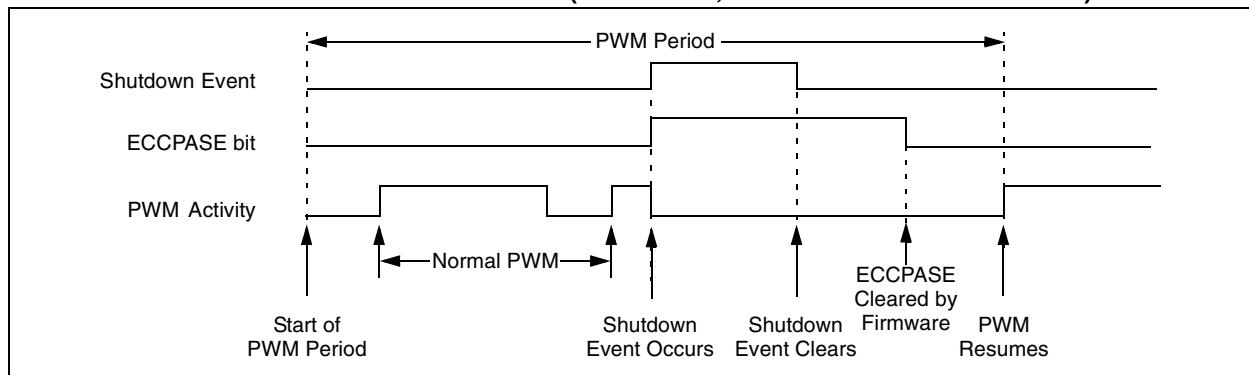 PWM Period
Shutdown Event
ECCPASE bit
PWM Activity
Normal PWM
Start of
PWM Period
Shutdown
Event Occurs
Shutdown
Event Clears
ECCPASE
Cleared by
Firmware
PWM
Resumes